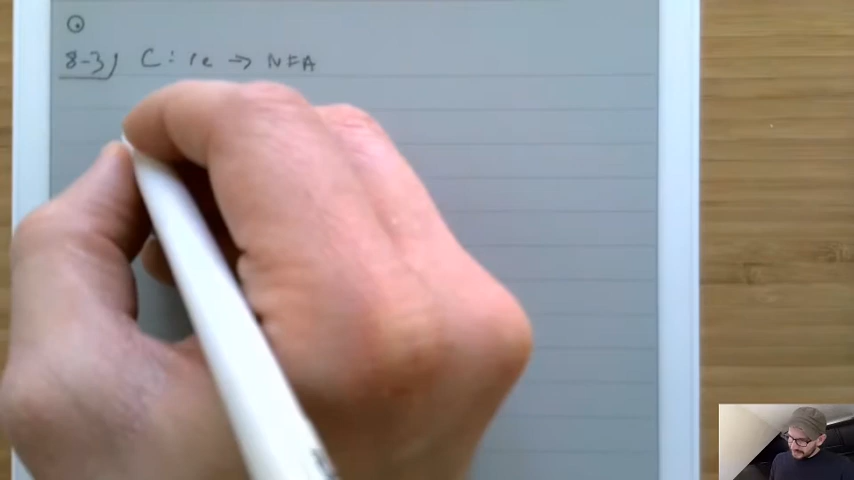 8-3) C: re → NFA